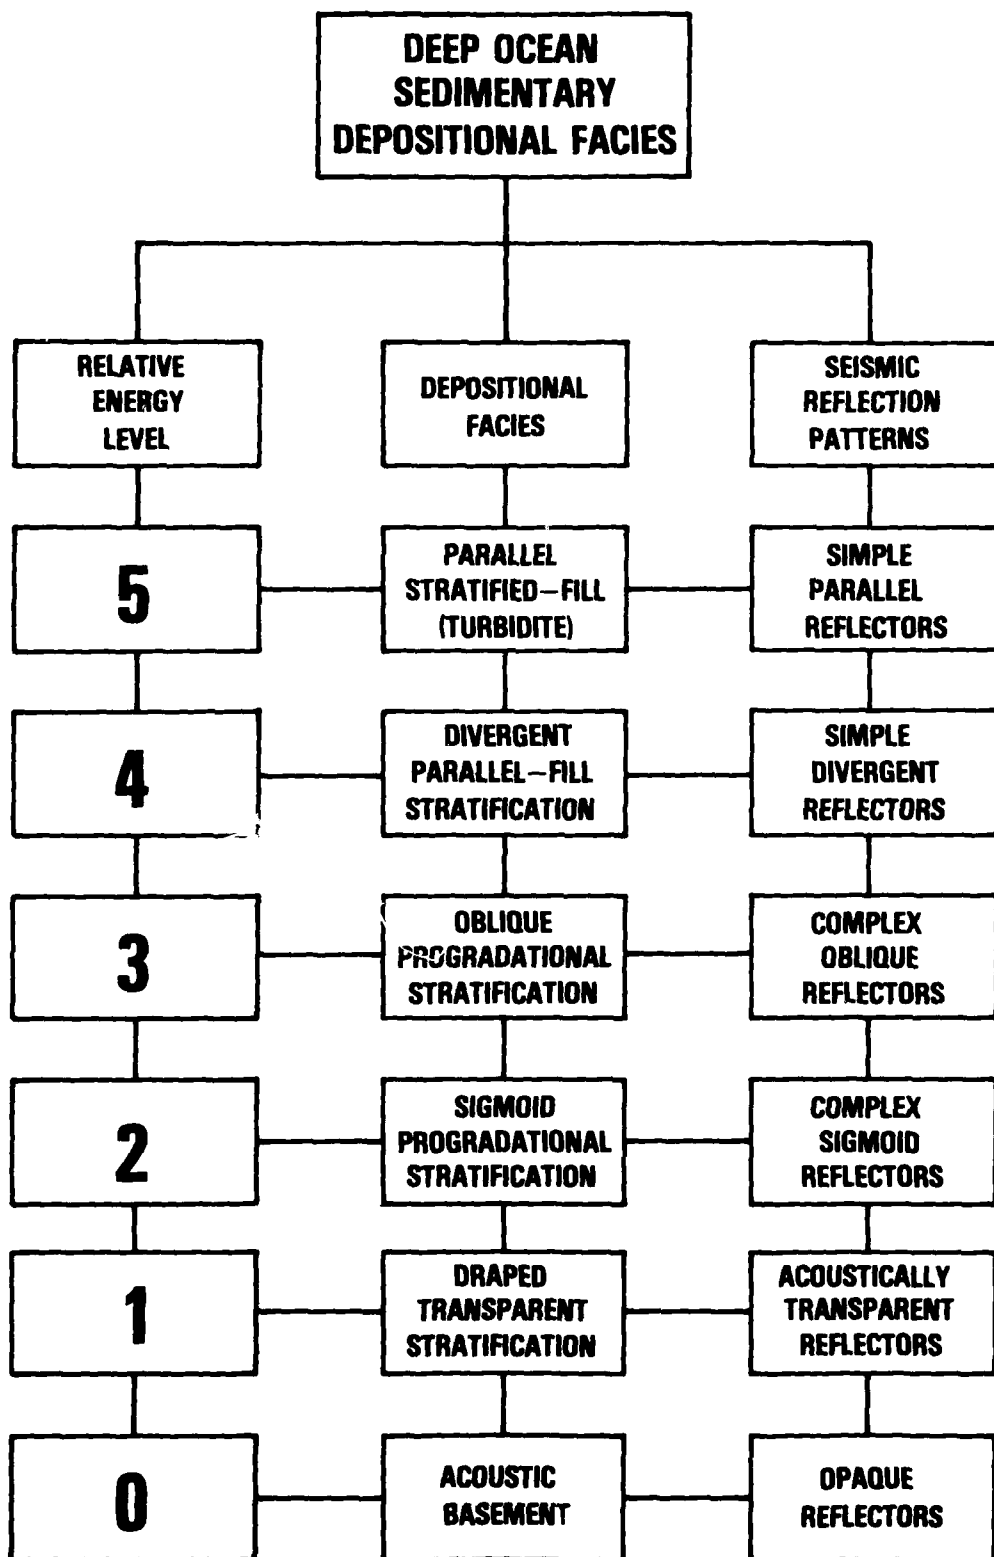 DEEP OCEAN
SEDIMENTARY
DEPOSITIONAL FACIES
RELATIVE
ENERGY
LEVEL
DEPOSITIONAL
FACIES
SEISMIC
REFLECTION
PATTERNS
5
PARALLEL
STRATIFIED-FILL
(TURBIDITE)
SIMPLE
PARALLEL
REFLECTORS
4
DIVERGENT
PARALLEL-FILL
STRATIFICATION
SIMPLE
DIVERGENT
REFLECTORS
3
OBLIQUE
PROGRADATIONAL
STRATIFICATION
COMPLEX
OBLIQUE
REFLECTORS
2
SIGMOID
PROGRADATIONAL
STRATIFICATION
COMPLEX
SIGMOID
REFLECTORS
1
DRAPED
TRANSPARENT
STRATIFICATION
ACOUSTICALLY
TRANSPARENT
REFLECTORS
0
ACOUSTIC
BASEMENT
OPAQUE
REFLECTORS